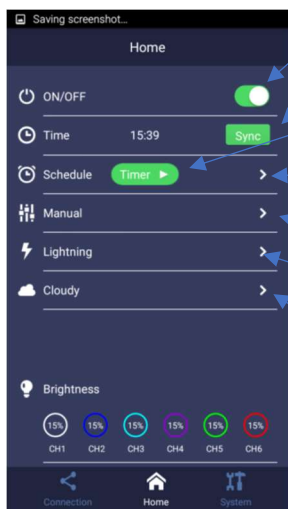 Saving screenshot...
Home
ON/OFF
Time 15:39 Sync
Schedule Timer
Manual
Lightning
Cloudy
Brightness
15% 15% 15% 15% 15% 15%
CH1 CH2 CH3 CH4 CH5 CH6
Connection Home System